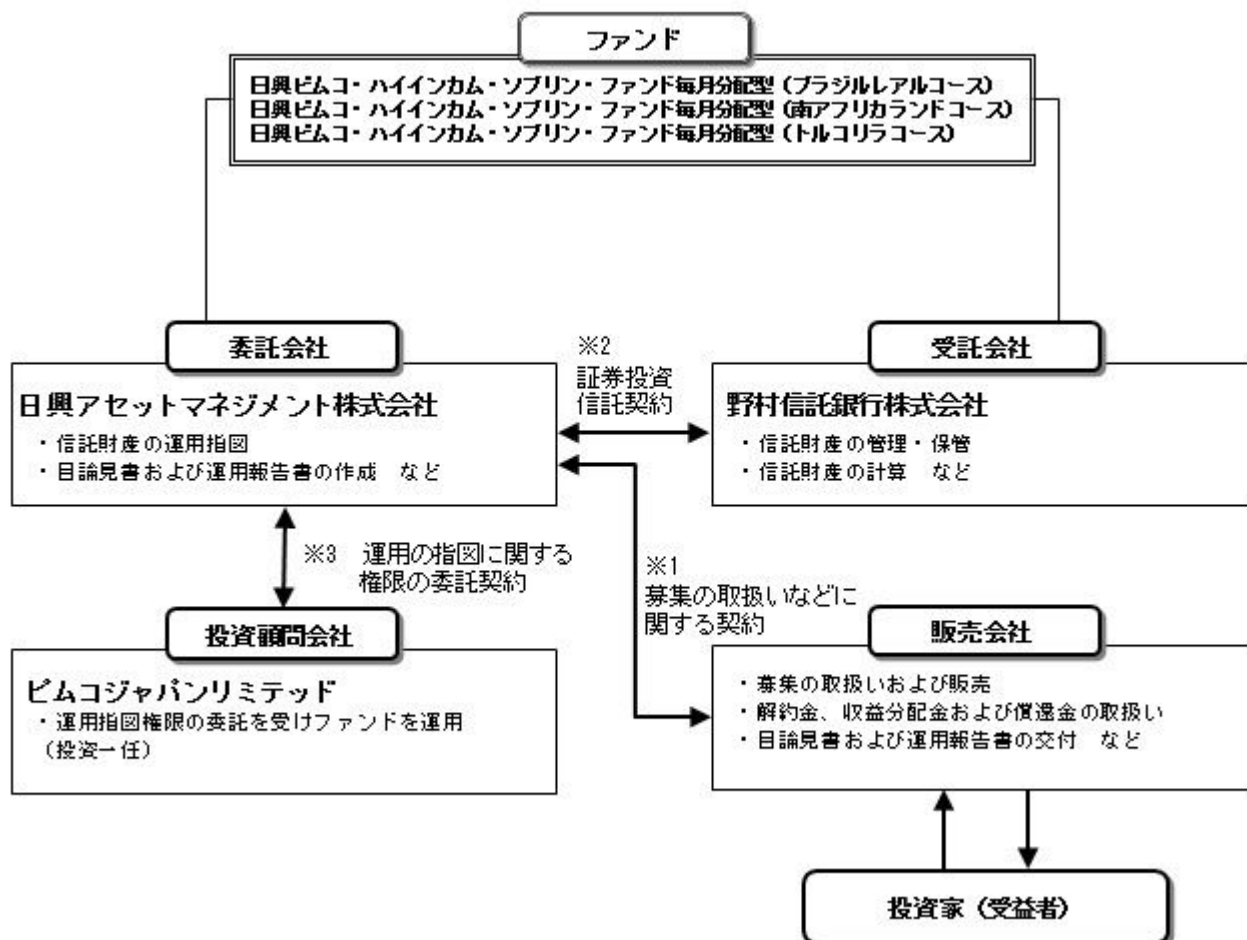 ファンド
日興ピムコ・ハイインカム・ソブリン・ファンド毎月分配型（ブラジルレアルコース）
日興ピムコ・ハイインカム・ソブリン・ファンド毎月分配型（南アフリカランドコース）
日興ピムコ・ハイインカム・ソブリン・ファンド毎月分配型（トルコリラコース）
委託会社
日興アセットマネジメント株式会社
・信託財産の運用指図
・目論見書および運用報告書の作成　など
※2
証券投資
信託契約
受託会社
野村信託銀行株式会社
・信託財産の管理・保管
・信託財産の計算　など
※3　運用の指図に関する
権限の委託契約
※1
募集の取扱いなどに
関する契約
投資顧問会社
ピムコジャパンリミテッド
・運用指図権限の委託を受けファンドを運用
（投資一任）
販売会社
・募集の取扱いおよび販売
・解約金、収益分配金および償還金の取扱い
・目論見書および運用報告書の交付　など
投資家（受益者）